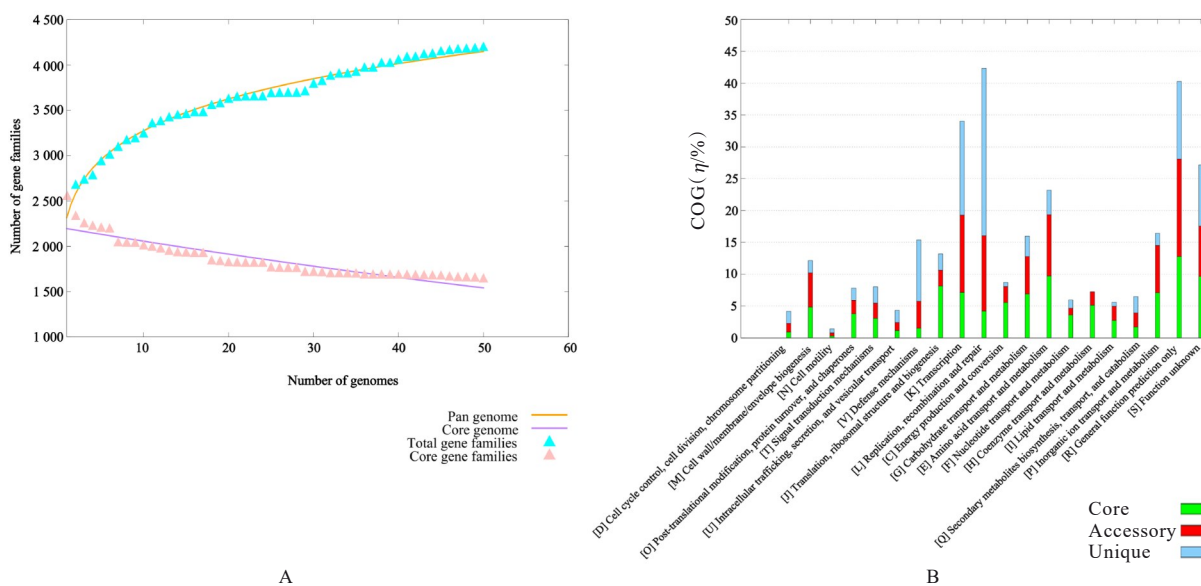 4 500
4 000
3 500
3 000
2 500
2 000
1 500
1 000
Number of gene families
10
20
30
40
50
60
Number of genomes
Pan genome
Core genome
Total gene families
Core gene families
A
50
45
40
35
30
25
20
15
10
5
0
COG(η/%)
[D] Cell cycle control, cell division, chromosome partitioning
[M] Cell wall/membrane/envelope biogenesis
[N] Cell motility
[O] Post-translational modification, protein turnover, and chaperones
[T] Signal transduction mechanisms
[U] Intracellular trafficking, secretion, and vesicular transport
[V] Defense mechanisms
[J] Translation, ribosomal structure and biogenesis
[K] Transcription
[L] Replication, recombination and repair
[C] Energy production and conversion
[G] Carbohydrate transport and metabolism
[E] Amino acid transport and metabolism
[F] Nucleotide transport and metabolism
[H] Coenzyme transport and metabolism
[I] Lipid transport and metabolism
[Q] Secondary metabolites biosynthesis, transport, and catabolism
[P] Inorganic ion transport and metabolism
[R] General function prediction only
[S] Function unknown
Core
Accessory
Unique
B